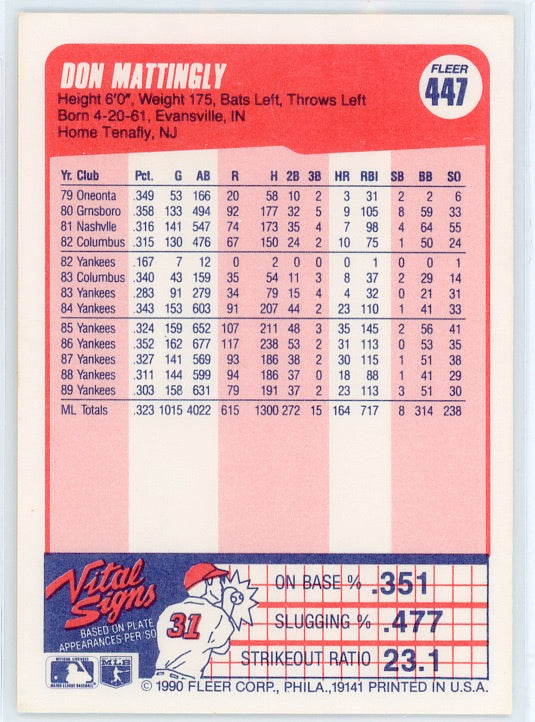 DON MATTINGLY
FLEER
447
Height 6'0", Weight 175, Bats Left, Throws Left
Born 4-20-61, Evansville, IN
Home Tenafly, NJ
Yr. Club Pct. G AB R H 2B 3B HR RBI SB BB SO
79 Oneonta .349 53 166 20 58 10 2 3 31 2 2 6
80 Grnsboro .358 133 494 92 177 32 5 9 105 8 59 33
81 Nashvlle .316 141 547 74 173 35 4 7 98 4 64 55
82 Columbus .315 130 476 67 150 24 2 10 75 1 50 24
82 Yankees .167 7 12 0 2 0 0 0 1 0 0 1
83 Columbus .340 43 159 35 54 11 3 8 37 2 29 14
83 Yankees .283 91 279 34 79 15 4 4 32 0 21 31
84 Yankees .343 153 603 91 207 44 2 23 110 1 41 33
85 Yankees .324 159 652 107 211 48 3 35 145 2 56 41
86 Yankees .352 162 677 117 238 53 2 31 113 0 53 35
87 Yankees .327 141 569 93 186 38 2 30 115 1 51 38
88 Yankees .311 144 599 94 186 37 0 18 88 1 41 29
89 Yankees .303 158 631 79 191 37 2 23 113 3 51 30
ML Totals .323 1015 4022 615 1300 272 15 164 717 8 314 238
Vital
Signs
BASED ON PLATE
APPEARANCES PER/SO
31
ON BASE % .351
SLUGGING % .477
STRIKEOUT RATIO 23.1
MLB
© 1990 FLEER CORP., PHILA., 19141 PRINTED IN U.S.A.